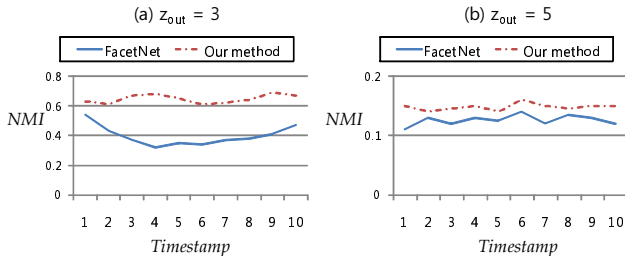 (a) z_out = 3
FacetNet Our method
0.8
0.6
NMI
0.4
0.2
0
1 2 3 4 5 6 7 8 9 10
Timestamp
(b) z_out = 5
FacetNet Our method
0.2
NMI
0.1
0
1 2 3 4 5 6 7 8 9 10
Timestamp